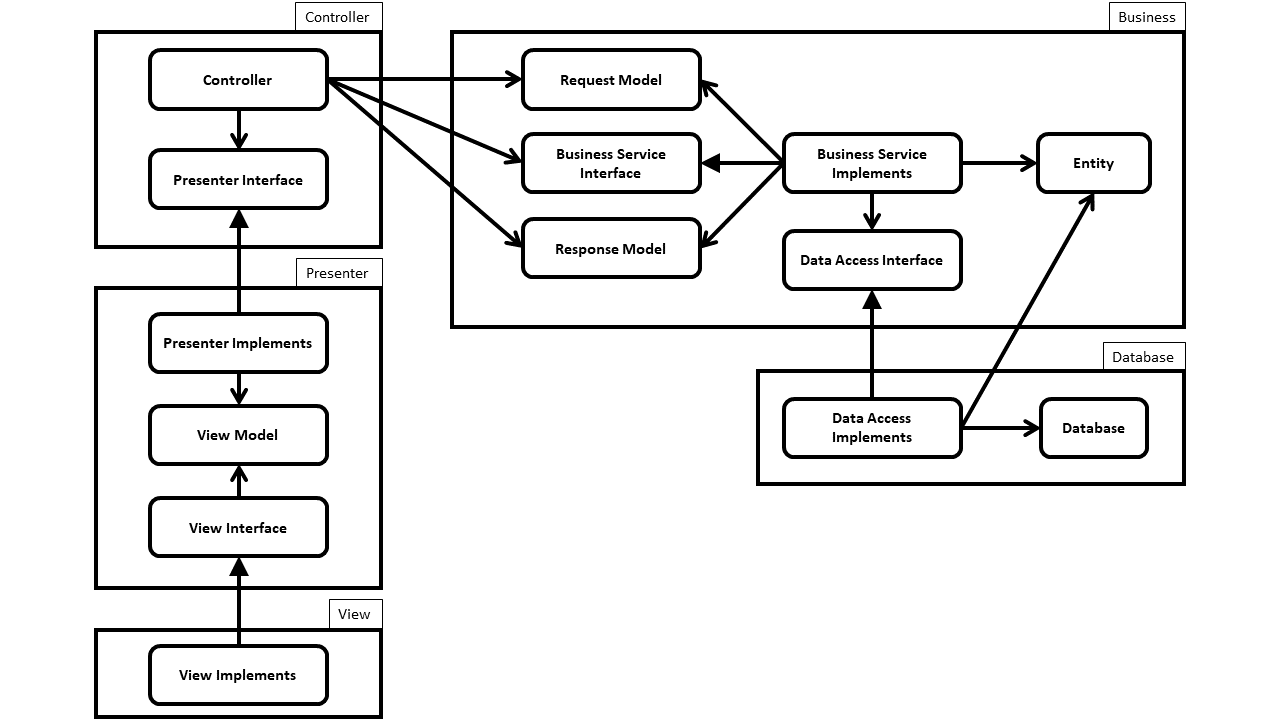 Controller
Controller
Presenter Interface
Presenter
Presenter Implements
View Model
View Interface
View
View Implements
Business
Request Model
Business Service
Interface
Response Model
Business Service
Implements
Entity
Data Access Interface
Database
Data Access
Implements
Database